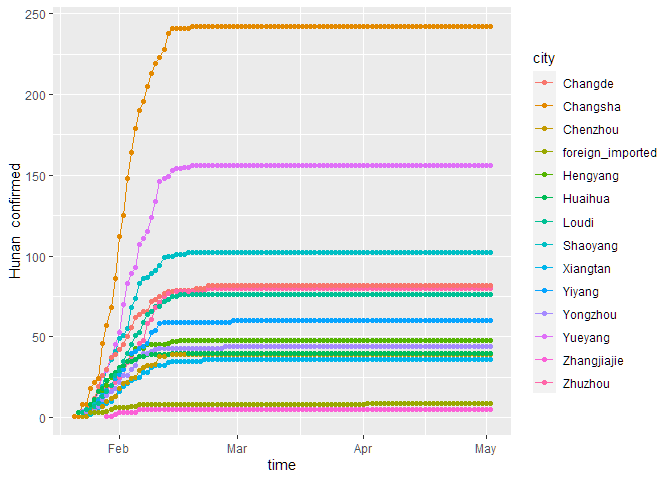 250
200
150
100
50
0
Hunan confirmed
Feb
Mar
Apr
May
time
city
Changde
Changsha
Chenzhou
foreign_imported
Hengyang
Huaihua
Loudi
Shaoyang
Xiangtan
Yiyang
Yongzhou
Yueyang
Zhangjiajie
Zhuzhou